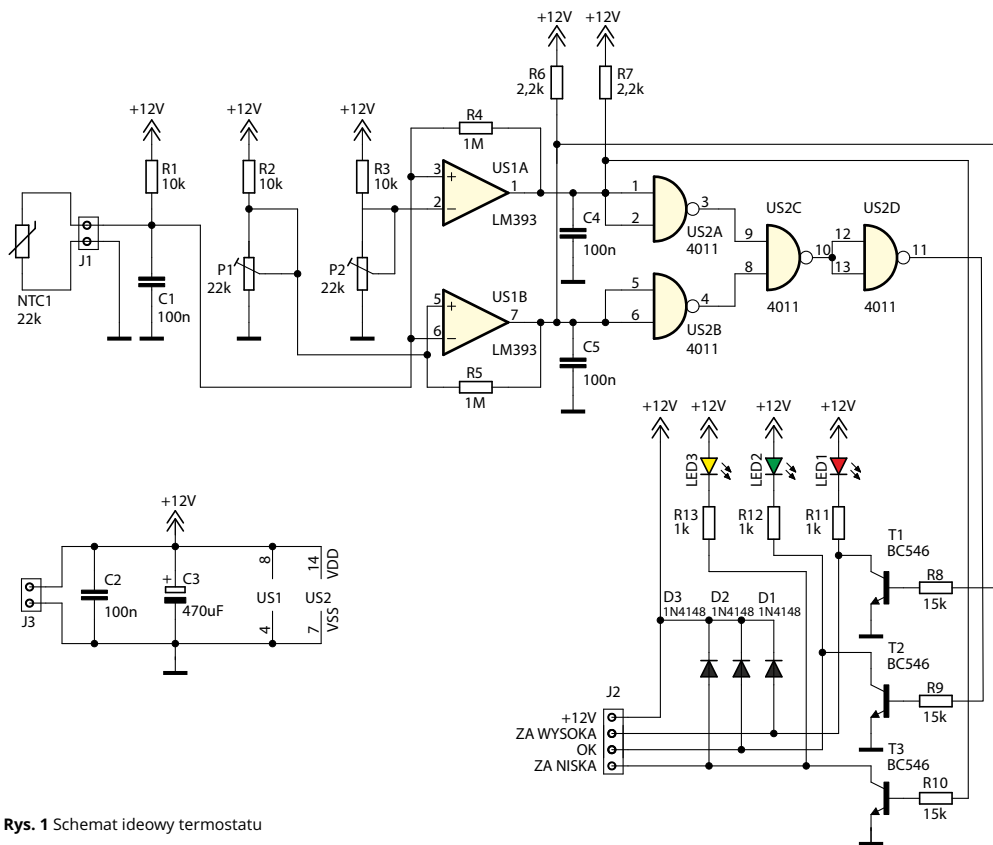 +12V
+12V
R6
2,2k
R7
2,2k
+12V
+12V
+12V
R4
1M
R1
10k
R2
10k
R3
10k
3
+
2
−
1
US1A
LM393
1
2
3
US2A
4011
C4
100n
US2C
9
8
10
4011
US2D
12
13
11
4011
J1
NTC1
22k
C1
100n
P1
22k
P2
22k
5
+
6
−
7
US1B
LM393
5
6
4
US2B
4011
C5
100n
R5
1M
+12V
+12V
+12V
+12V
LED3
LED2
LED1
R13
1k
R12
1k
R11
1k
T1
BC546
R8
15k
+12V
J3
C2
100n
+
C3
470uF
8
US1
4
14
VDD
US2
7
VSS
D3
1N4148
D2
1N4148
D1
1N4148
T2
BC546
R9
15k
J2
+12V
ZA WYSOKA
OK
ZA NISKA
T3
BC546
R10
15k
Rys. 1 Schemat ideowy termostatu